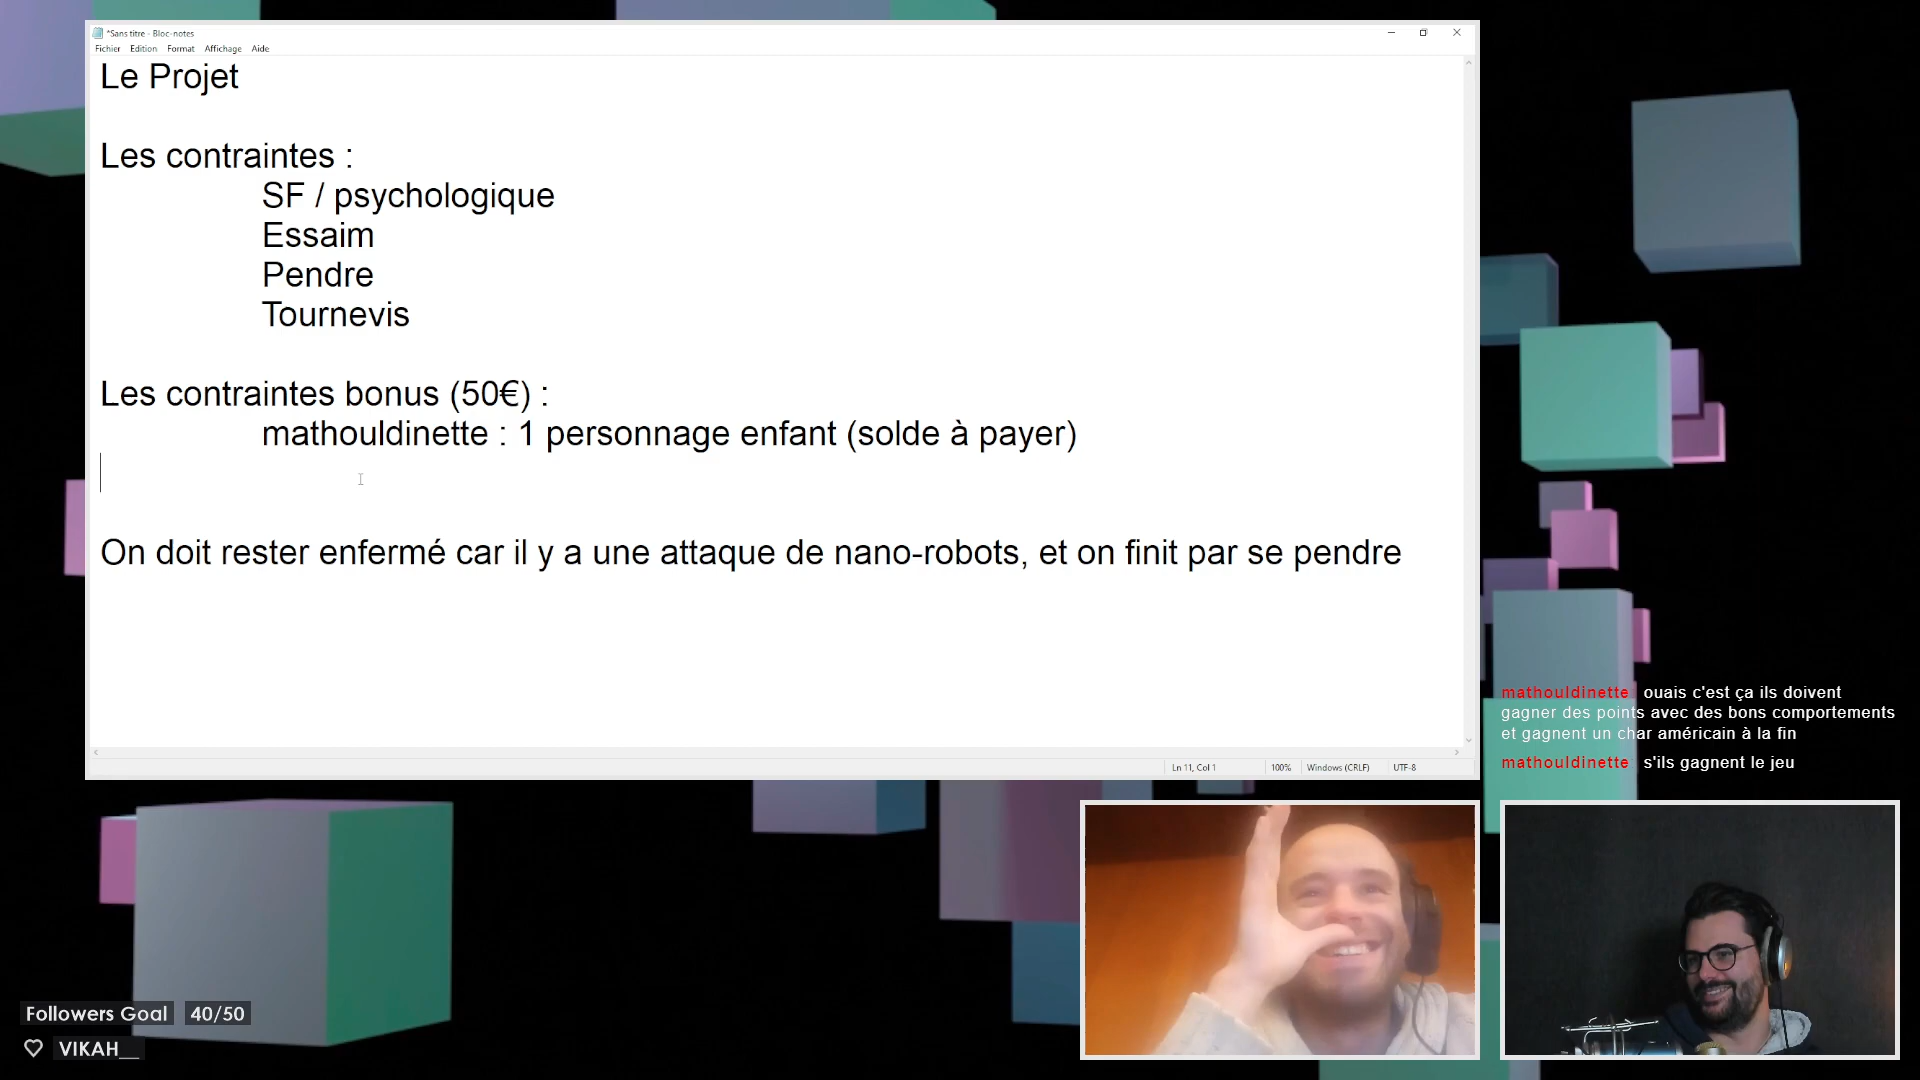 *Sans titre - Bloc-notes
Fichier Edition Format Affichage Aide
Le Projet
Les contraintes :
SF / psychologique
Essaim
Pendre
Tournevis
Les contraintes bonus (50€) :
mathouldinette : 1 personnage enfant (solde à payer)
On doit rester enfermé car il y a une attaque de nano-robots, et on finit par se pendre
Ln 11, Col 1 100% Windows (CRLF) UTF-8
mathouldinette ouais c'est ça ils doivent
gagner des points avec des bons comportements
et gagnent un char américain à la fin
mathouldinette s'ils gagnent le jeu
Followers Goal 40/50
VIKAH__